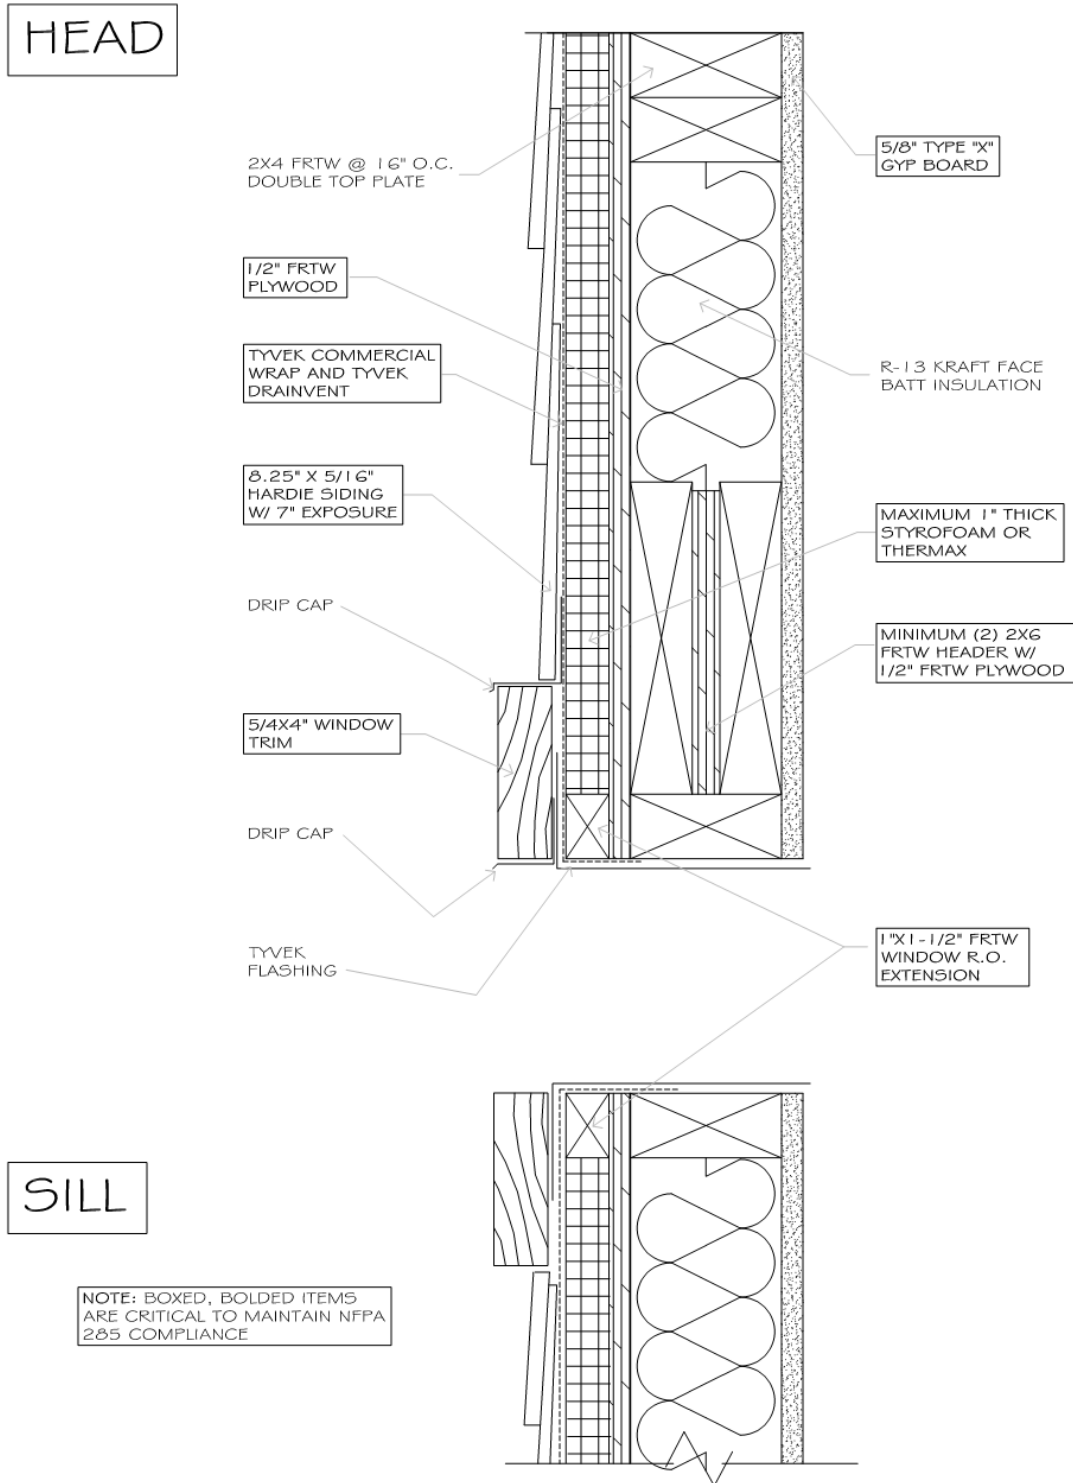 HEAD
2X4 FRTW @ 16" O.C.
DOUBLE TOP PLATE
5/8" TYPE "X"
GYP BOARD
1/2" FRTW
PLYWOOD
TYVEK COMMERCIAL
WRAP AND TYVEK
DRAINVENT
R-13 KRAFT FACE
BATT INSULATION
8.25" X 5/16"
HARDIE SIDING
W/ 7" EXPOSURE
MAXIMUM 1" THICK
STYROFOAM OR
THERMAX
DRIP CAP
MINIMUM (2) 2X6
FRTW HEADER W/
1/2" FRTW PLYWOOD
5/4X4" WINDOW
TRIM
DRIP CAP
TYVEK
FLASHING
1"X1-1/2" FRTW
WINDOW R.O.
EXTENSION
SILL
NOTE: BOXED, BOLDED ITEMS
ARE CRITICAL TO MAINTAIN NFPA
285 COMPLIANCE